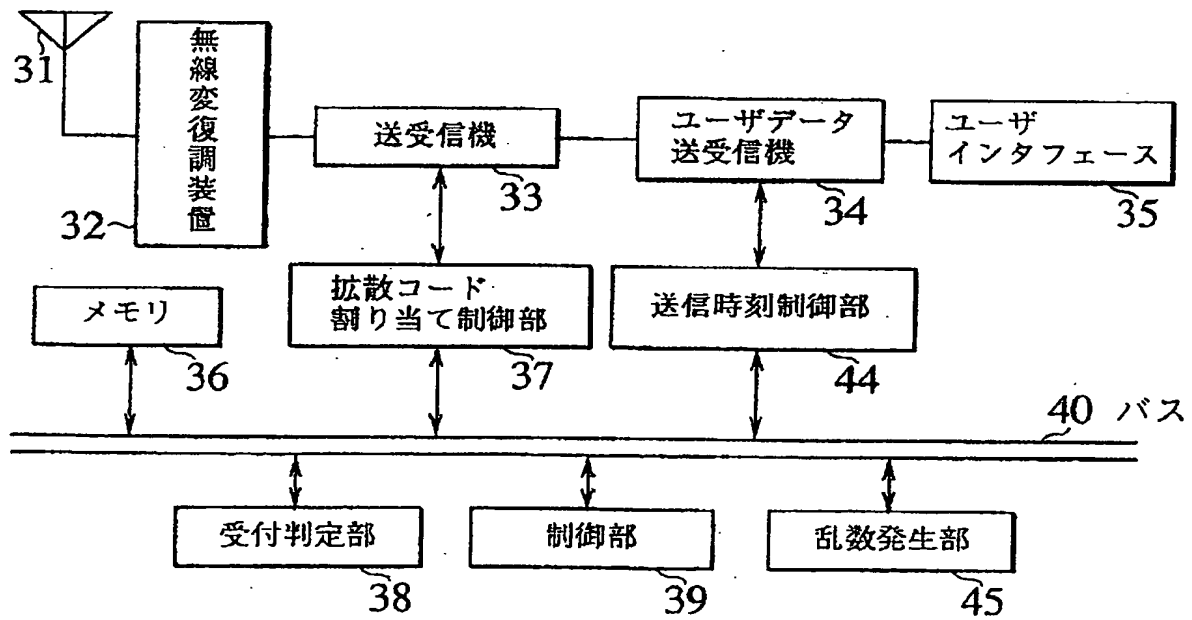 31
無線変復調装置
32
送受信機
33
ユーザデータ
送受信機
34
ユーザ
インタフェース
35
メモリ
36
拡散コード
割り当て制御部
37
送信時刻制御部
44
40 バス
受付判定部
38
制御部
39
乱数発生部
45